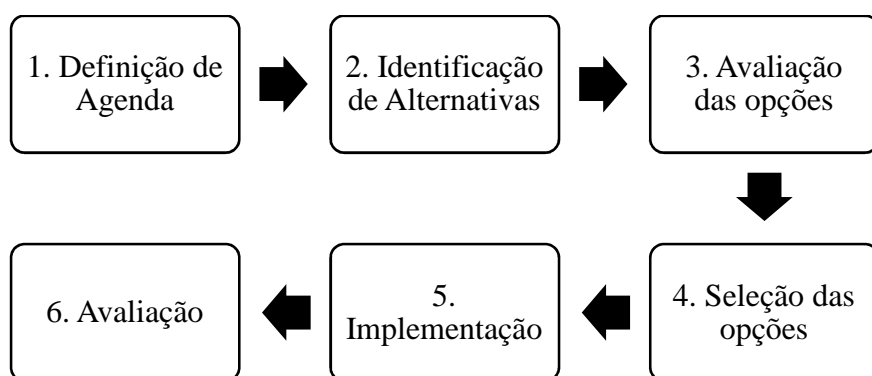 1. Definição de
Agenda
2. Identificação
de Alternativas
3. Avaliação
das opções
4. Seleção das
opções
5.
Implementação
6. Avaliação